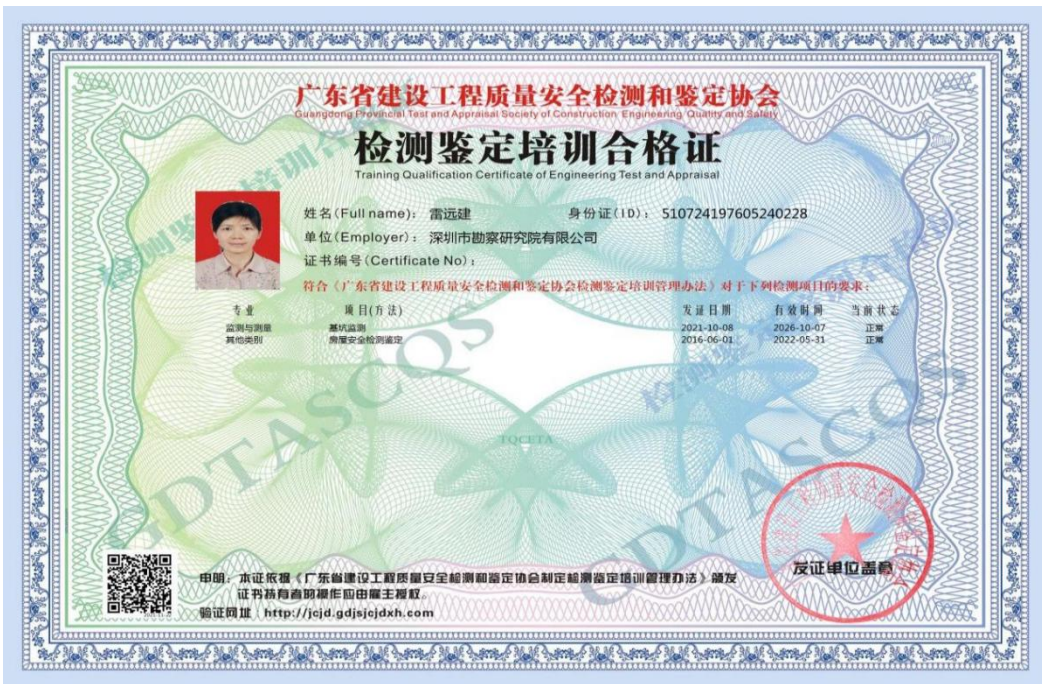 广东省建设工程质量安全检测和鉴定协会
Guangdong Provincial Test and Appraisal Society of Construction Engineering Quality and Safety
检测鉴定培训合格证
Training Qualification Certificate of Engineering Test and Appraisal
姓名(Full name): 雷远建 身份证(ID): 510724197605240228
单位(Employer): 深圳市勘察研究院有限公司
证书编号(Certificate No):
符合《广东省建设工程质量安全检测和鉴定协会检测鉴定培训管理办法》对于下列检测项目的要求:
专业 项目(方法) 发证日期 有效时间 当前状态
监测与测量 基坑监测 2021-10-08 2026-10-07 正常
其他类别 房屋安全检测鉴定 2016-06-01 2022-05-31 正常
TQCETA
GDTASCQS
GDTASCQS
发证单位盖章
申明:本证依据《广东省建设工程质量安全检测和鉴定协会制定检测鉴定培训管理办法》颁发
证书持有者的操作应由雇主授权。
验证网址:http://jcjd.gdjsjcjdxh.com